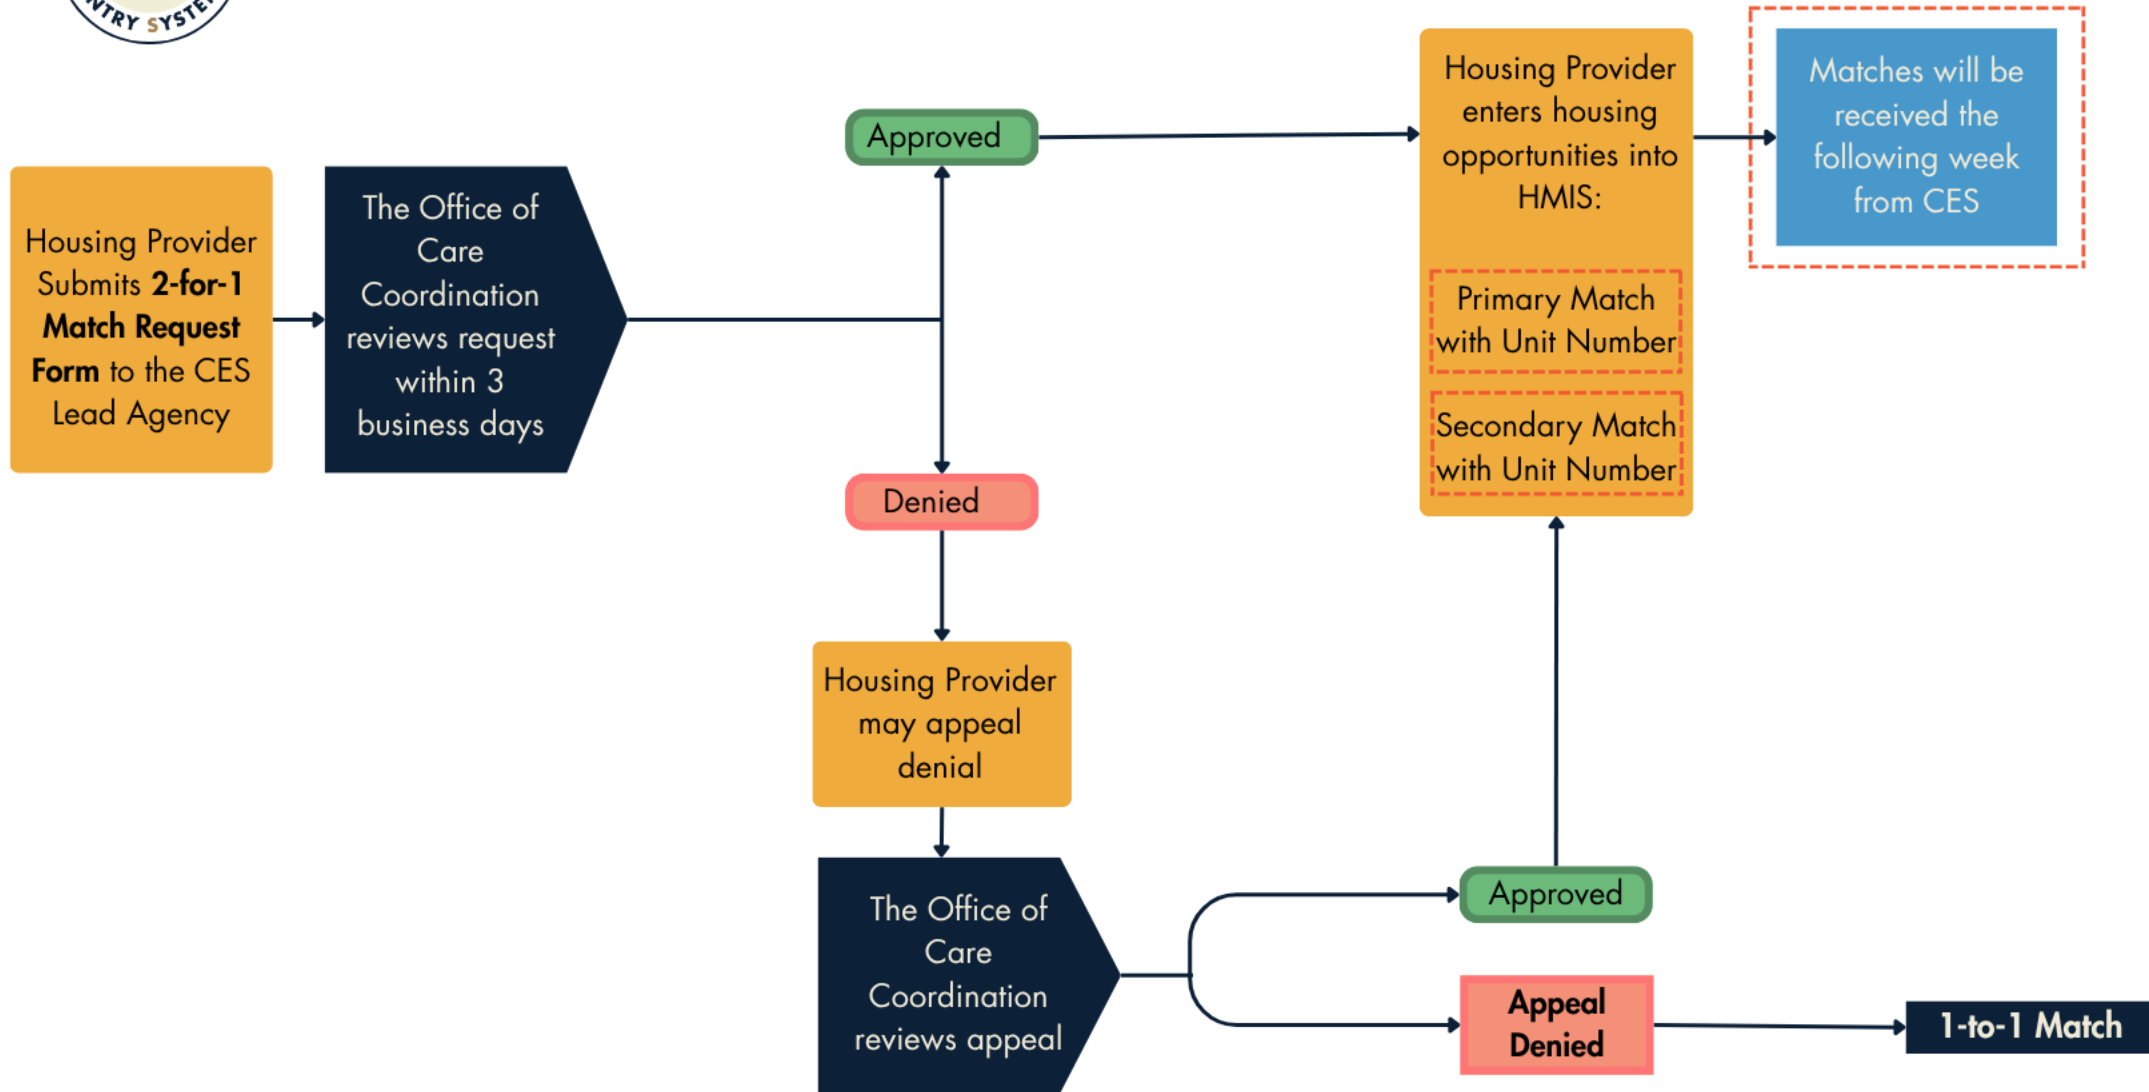 NTRY SYSTE
Housing Provider
Submits 2-for-1
Match Request
Form to the CES
Lead Agency
The Office of
Care
Coordination
reviews request
within 3
business days
Approved
Denied
Housing Provider
may appeal
denial
The Office of
Care
Coordination
reviews appeal
Approved
Appeal
Denied
1-to-1 Match
Housing Provider
enters housing
opportunities into
HMIS:
Primary Match
with Unit Number
Secondary Match
with Unit Number
Matches will be
received the
following week
from CES